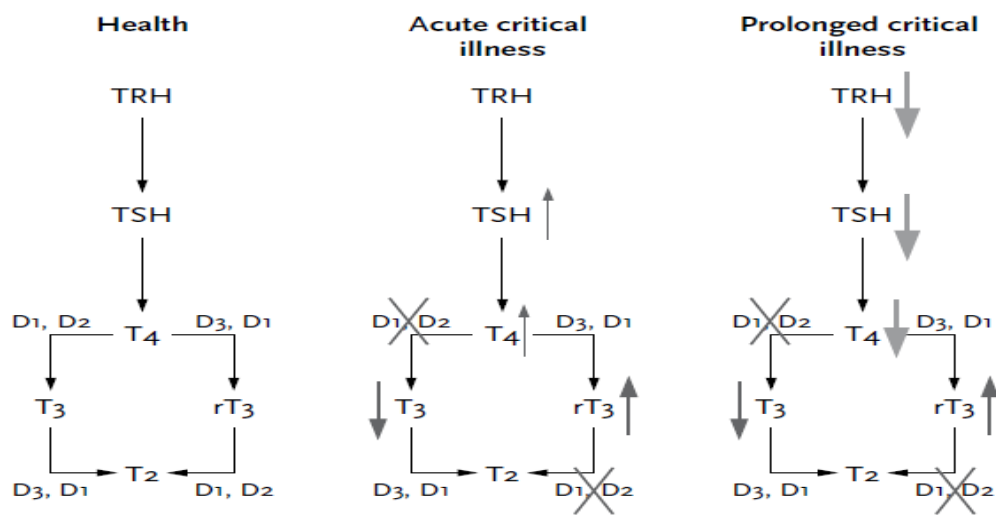 Health
TRH
TSH
D1, D2
T4
D3, D1
T3
rT3
T2
D3, D1
D1, D2
Acute critical
illness
TRH
TSH
D1, D2
T4
D3, D1
T3
rT3
T2
D3, D1
D1, D2
Prolonged critical
illness
TRH
TSH
D1, D2
T4
D3, D1
T3
rT3
T2
D3, D1
D1, D2